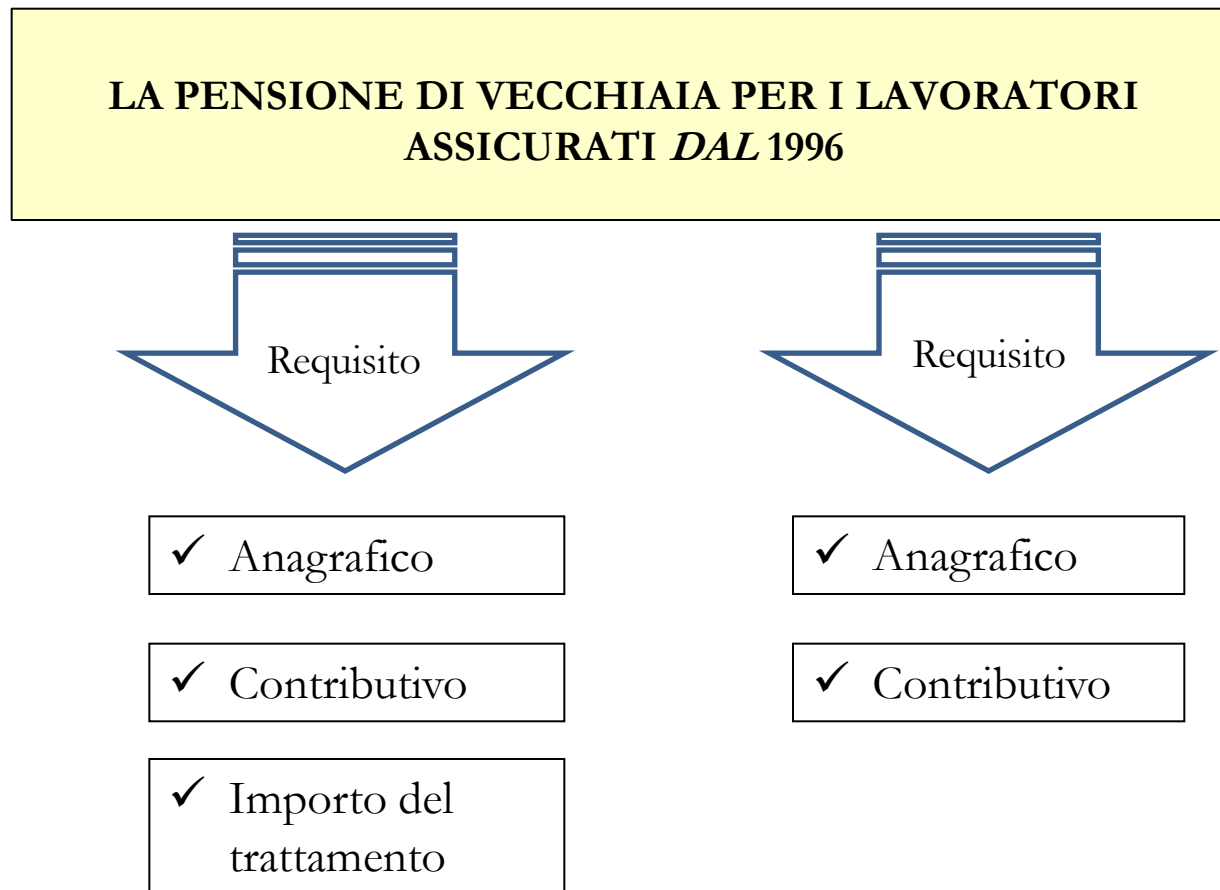 LA PENSIONE DI VECCHIAIA PER I LAVORATORI
ASSICURATI DAL 1996
Requisito
✓ Anagrafico
✓ Contributivo
✓ Importo del
trattamento
Requisito
✓ Anagrafico
✓ Contributivo